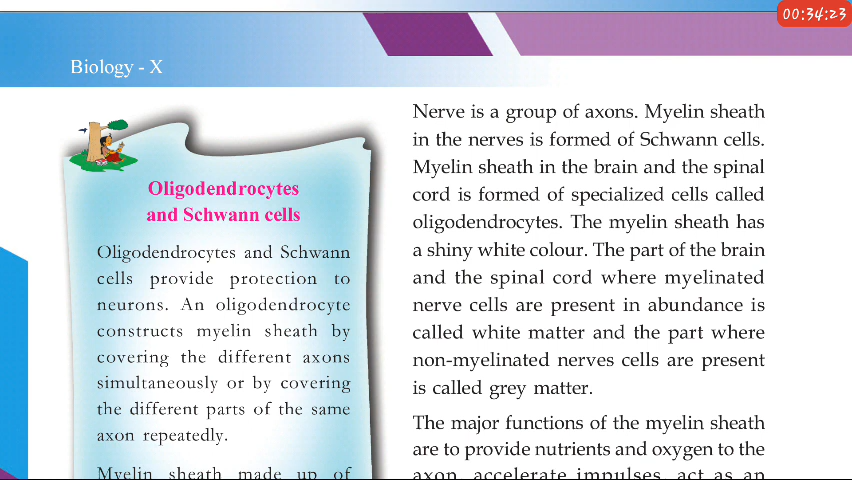 00:34:23
Biology - X
Oligodendrocytes
and Schwann cells
Oligodendrocytes and Schwann
cells provide protection to
neurons. An oligodendrocyte
constructs myelin sheath by
covering the different axons
simultaneously or by covering
the different parts of the same
axon repeatedly.
Myelin sheath made up of
Nerve is a group of axons. Myelin sheath
in the nerves is formed of Schwann cells.
Myelin sheath in the brain and the spinal
cord is formed of specialized cells called
oligodendrocytes. The myelin sheath has
a shiny white colour. The part of the brain
and the spinal cord where myelinated
nerve cells are present in abundance is
called white matter and the part where
non-myelinated nerves cells are present
is called grey matter.
The major functions of the myelin sheath
are to provide nutrients and oxygen to the
axon, accelerate impulses, act as an